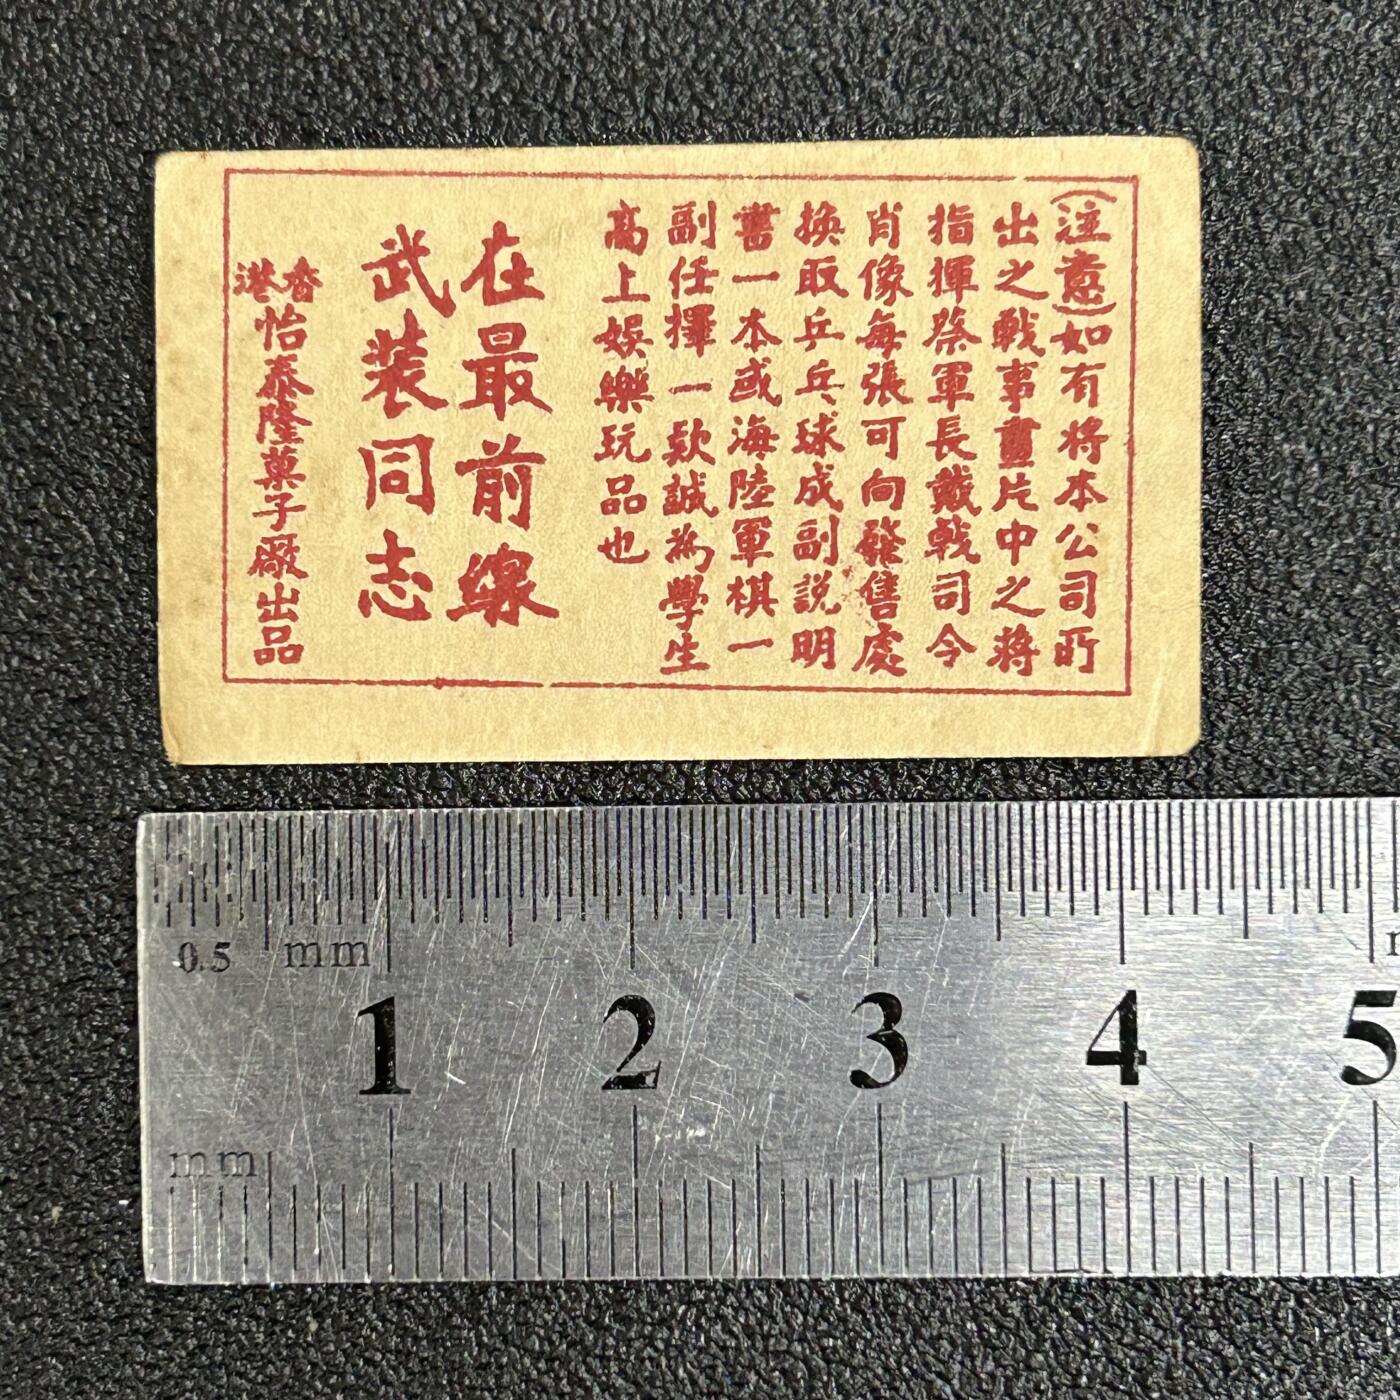 (注意)如有将本公司所
出之戰事畫片中之蔣
指揮蔡軍長戴戟司令
肖像每張可向發售處
換取乒乓球成副説明
書一本或海陸軍棋一
副任擇一款誠為學生
高上娛樂玩品也
在最前線
武装同志
香港怡泰隆菓子廠出品
0.5 mm
1 2 3 4 5
mm